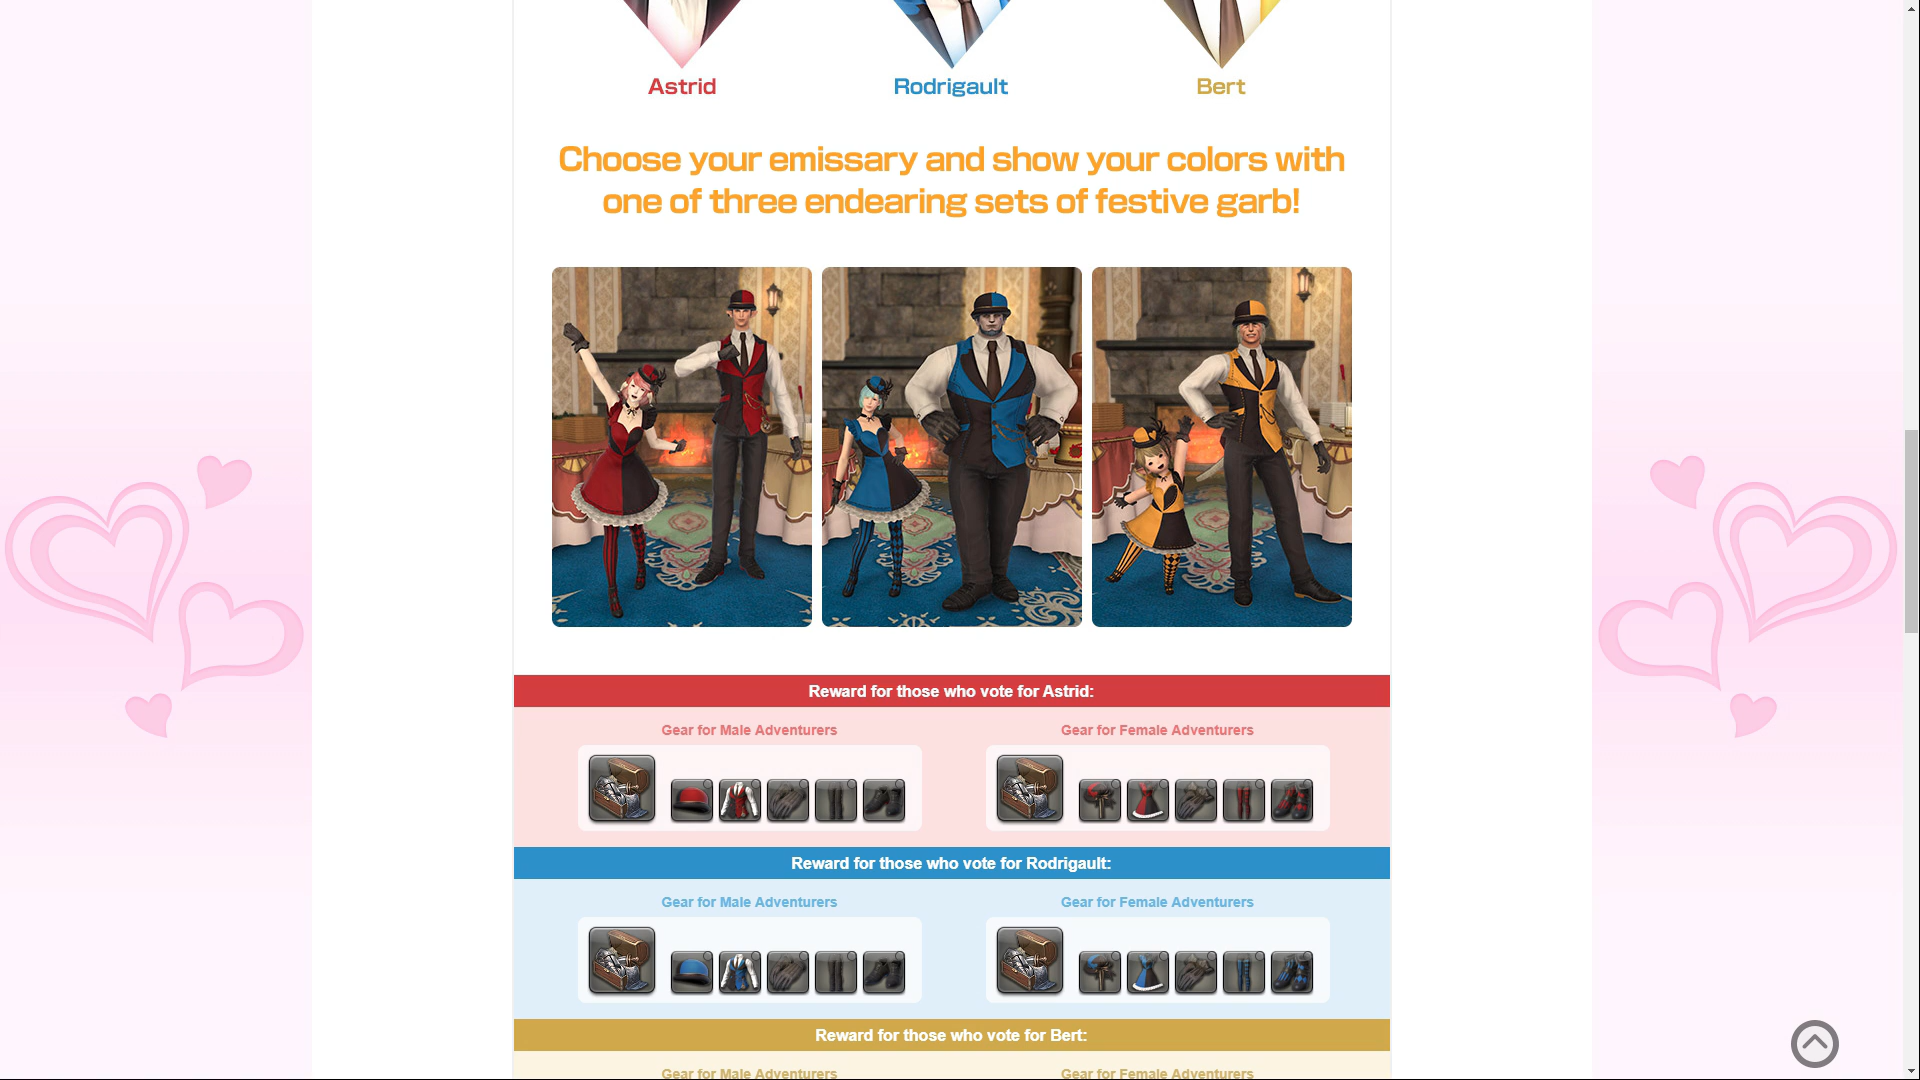 Astrid
Rodrigault
Bert
Choose your emissary and show your colors with
one of three endearing sets of festive garb!
Reward for those who vote for Astrid:
Gear for Male Adventurers
Gear for Female Adventurers
Reward for those who vote for Rodrigault:
Gear for Male Adventurers
Gear for Female Adventurers
Reward for those who vote for Bert:
Gear for Male Adventurers
Gear for Female Adventurers